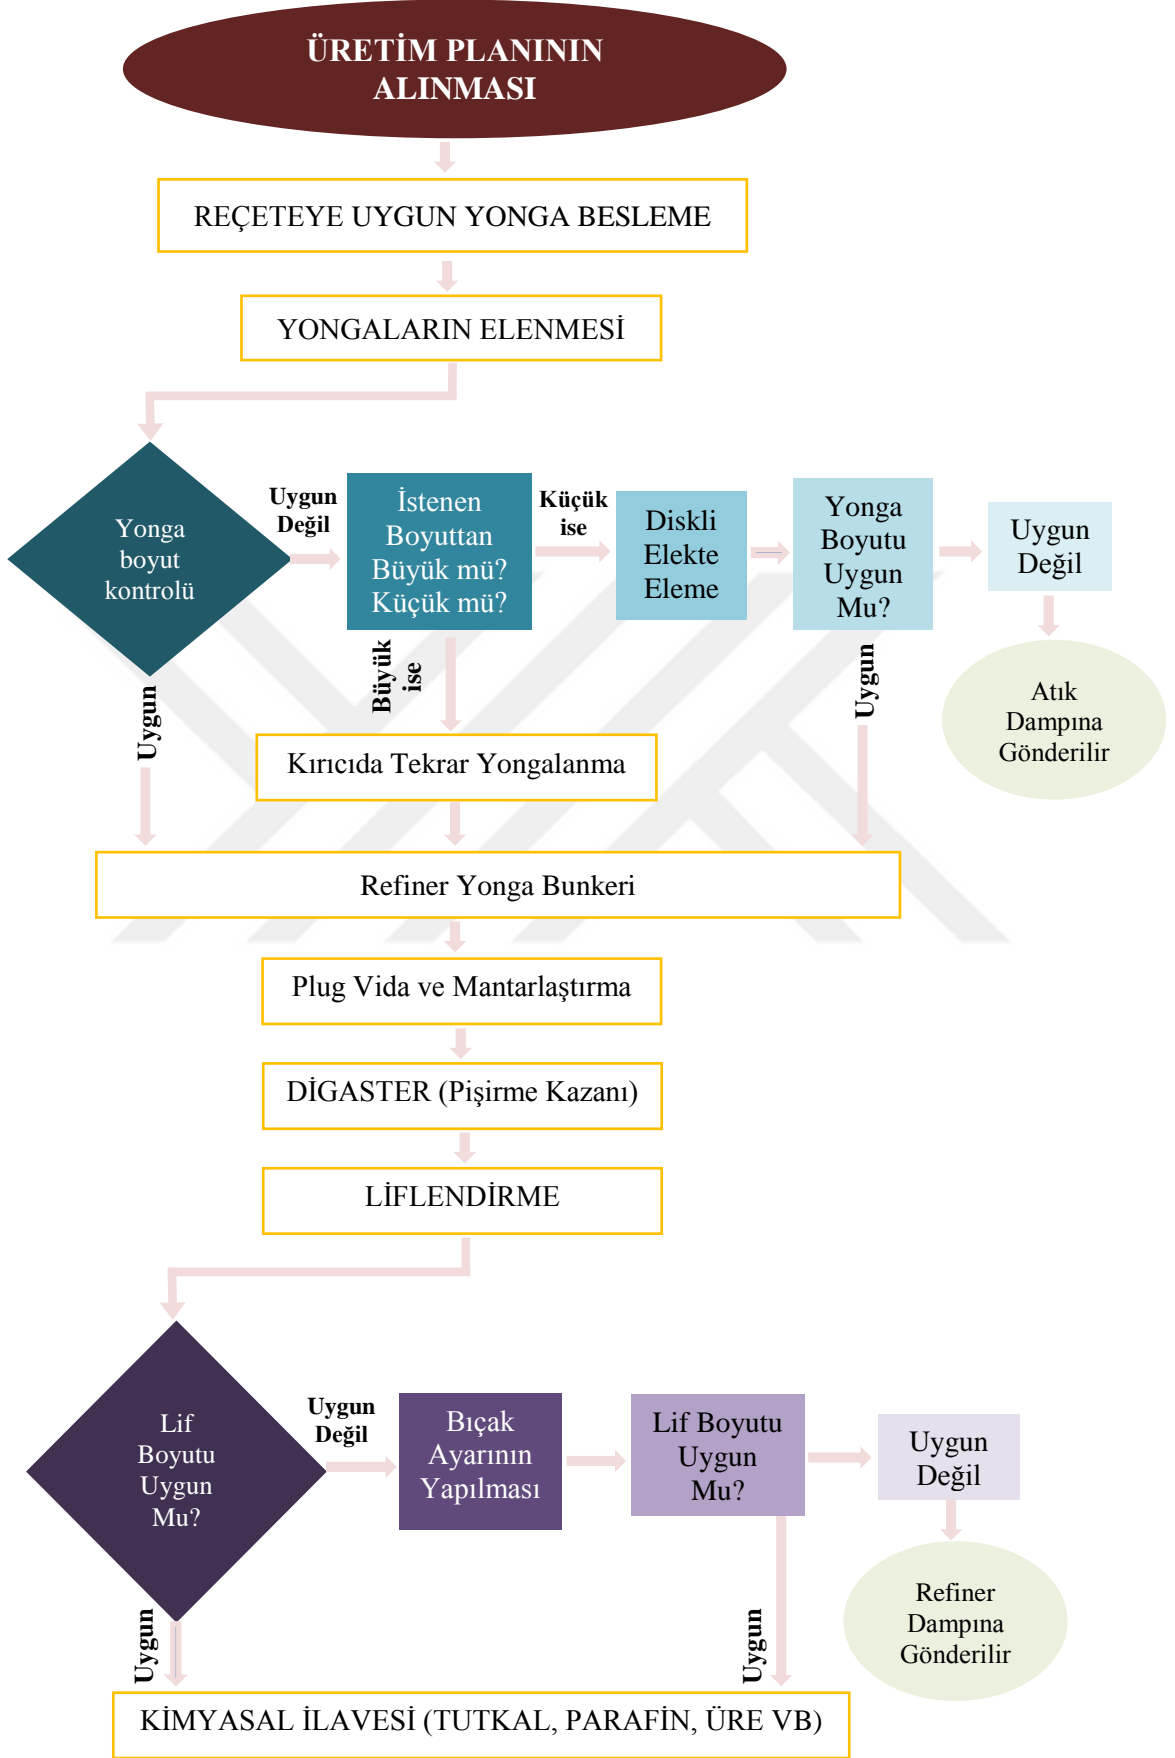 ÜRETİM PLANININ
ALINMASI
REÇETEYE UYGUN YONGA BESLEME
YONGALARIN ELENMESİ
Yonga
boyut
kontrolü
Uygun
Değil
İstenen
Boyuttan
Büyük mü?
Küçük mü?
Küçük
ise
Diskli
Elekte
Eleme
Yonga
Boyutu
Uygun
Mu?
Uygun
Değil
Uygun
Büyük
ise
Uygun
Atık
Dampına
Gönderilir
Kırıcıda Tekrar Yongalanma
Refiner Yonga Bunkeri
Plug Vida ve Mantarlaştırma
DİGASTER (Pişirme Kazanı)
LİFLENDİRME
Lif
Boyutu
Uygun
Mu?
Uygun
Değil
Bıçak
Ayarının
Yapılması
Lif Boyutu
Uygun
Mu?
Uygun
Değil
Uygun
Uygun
Refiner
Dampına
Gönderilir
KİMYASAL İLAVESİ (TUTKAL, PARAFİN, ÜRE VB)